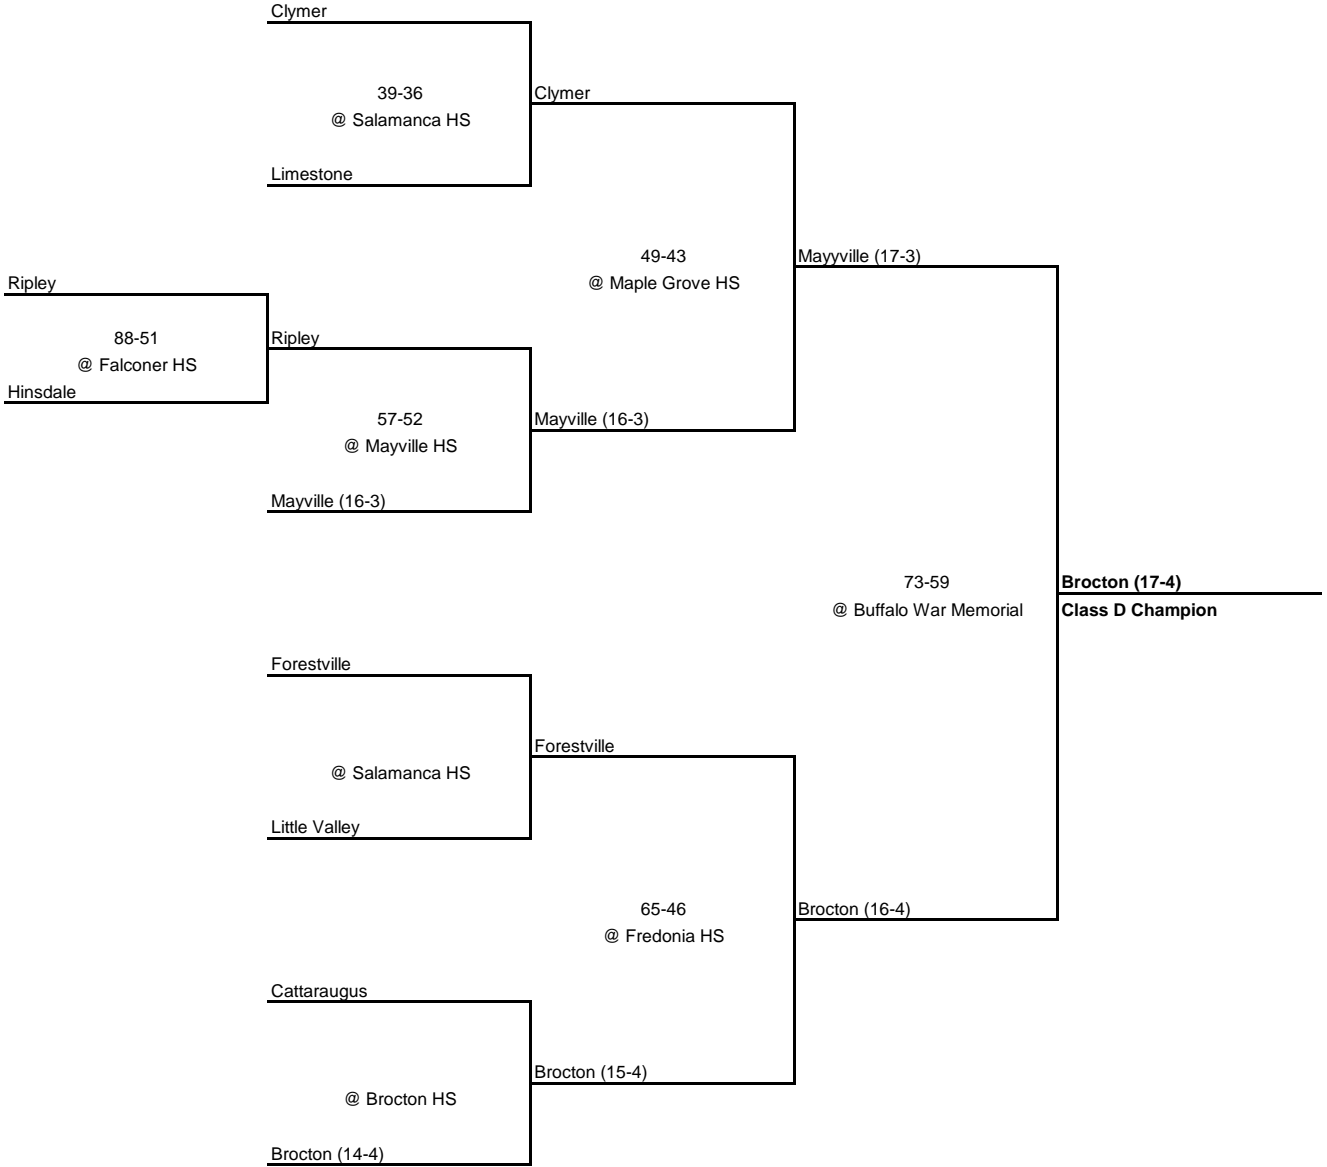 Clymer
39-36
@ Salamanca HS
Clymer
Limestone
49-43
@ Maple Grove HS
Mayyville (17-3)
Ripley
88-51
@ Falconer HS
Ripley
Hinsdale
57-52
@ Mayville HS
Mayville (16-3)
Mayville (16-3)
73-59
@ Buffalo War Memorial
Brocton (17-4)
Class D Champion
Forestville
Forestville
@ Salamanca HS
Little Valley
65-46
@ Fredonia HS
Brocton (16-4)
Cattaraugus
Brocton (15-4)
@ Brocton HS
Brocton (14-4)